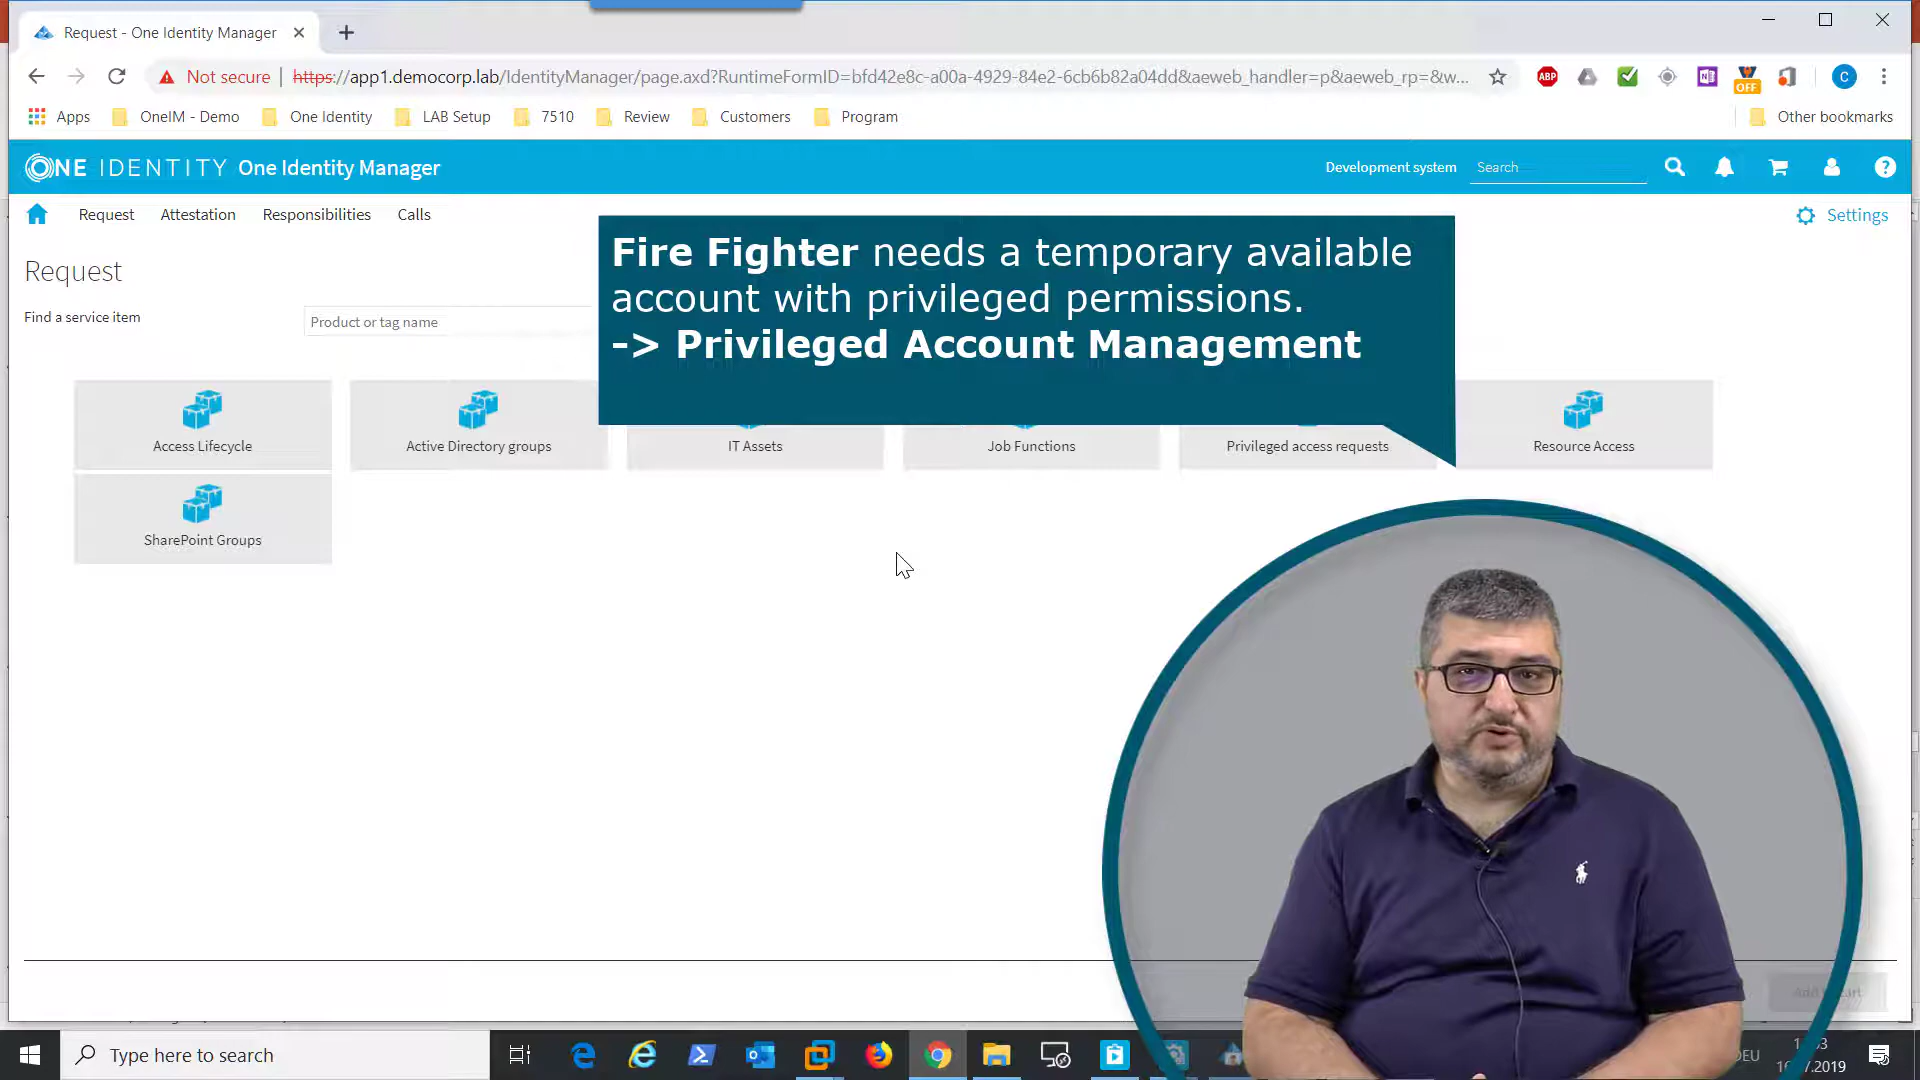 Request - One Identity Manager
Not secure https://app1.democorp.lab/IdentityManager/page.axd?RuntimeFormID=bfd42e8c-a00a-4929-84e2-6cb6b82a04dd&aeweb_handler=p&aeweb_rp=&w...
ABP
OFF
C
Apps OneIM - Demo One Identity LAB Setup 7510 Review Customers Program Other bookmarks
ONE IDENTITY One Identity Manager Development system Search
Request Attestation Responsibilities Calls Settings
Fire Fighter needs a temporary available
account with privileged permissions.
-> Privileged Account Management
Request
Find a service item Product or tag name
Access Lifecycle Active Directory groups IT Assets Job Functions Privileged access requests Resource Access
SharePoint Groups
Type here to search
DEU